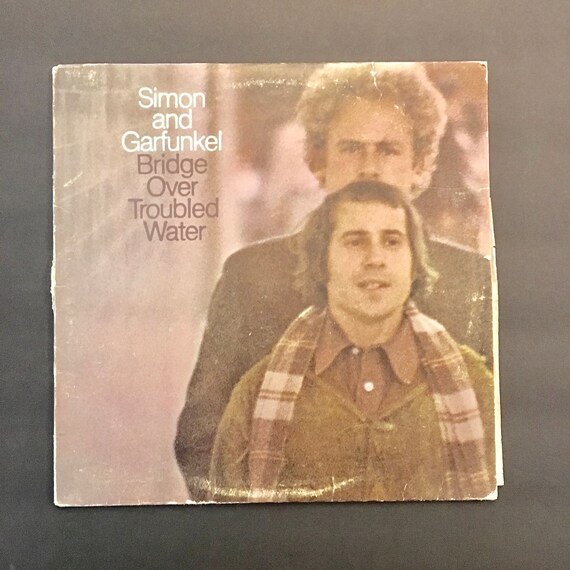 Simon
and
Garfunkel
Bridge
Over
Troubled
Water